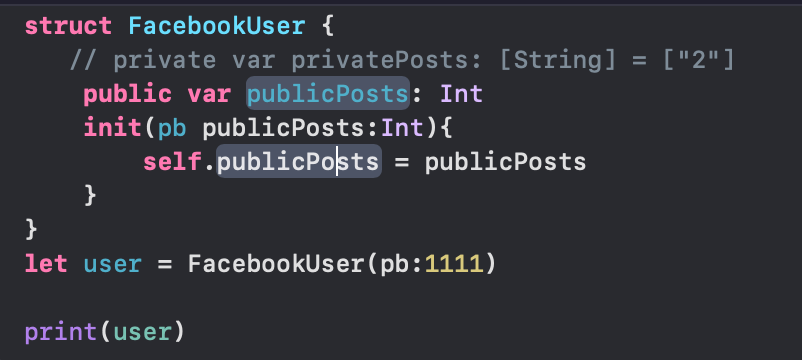 struct FacebookUser {
// private var privatePosts: [String] = ["2"]
public var publicPosts: Int
init(pb publicPosts:Int){
self.publicPosts = publicPosts
}
}
let user = FacebookUser(pb:1111)
print(user)